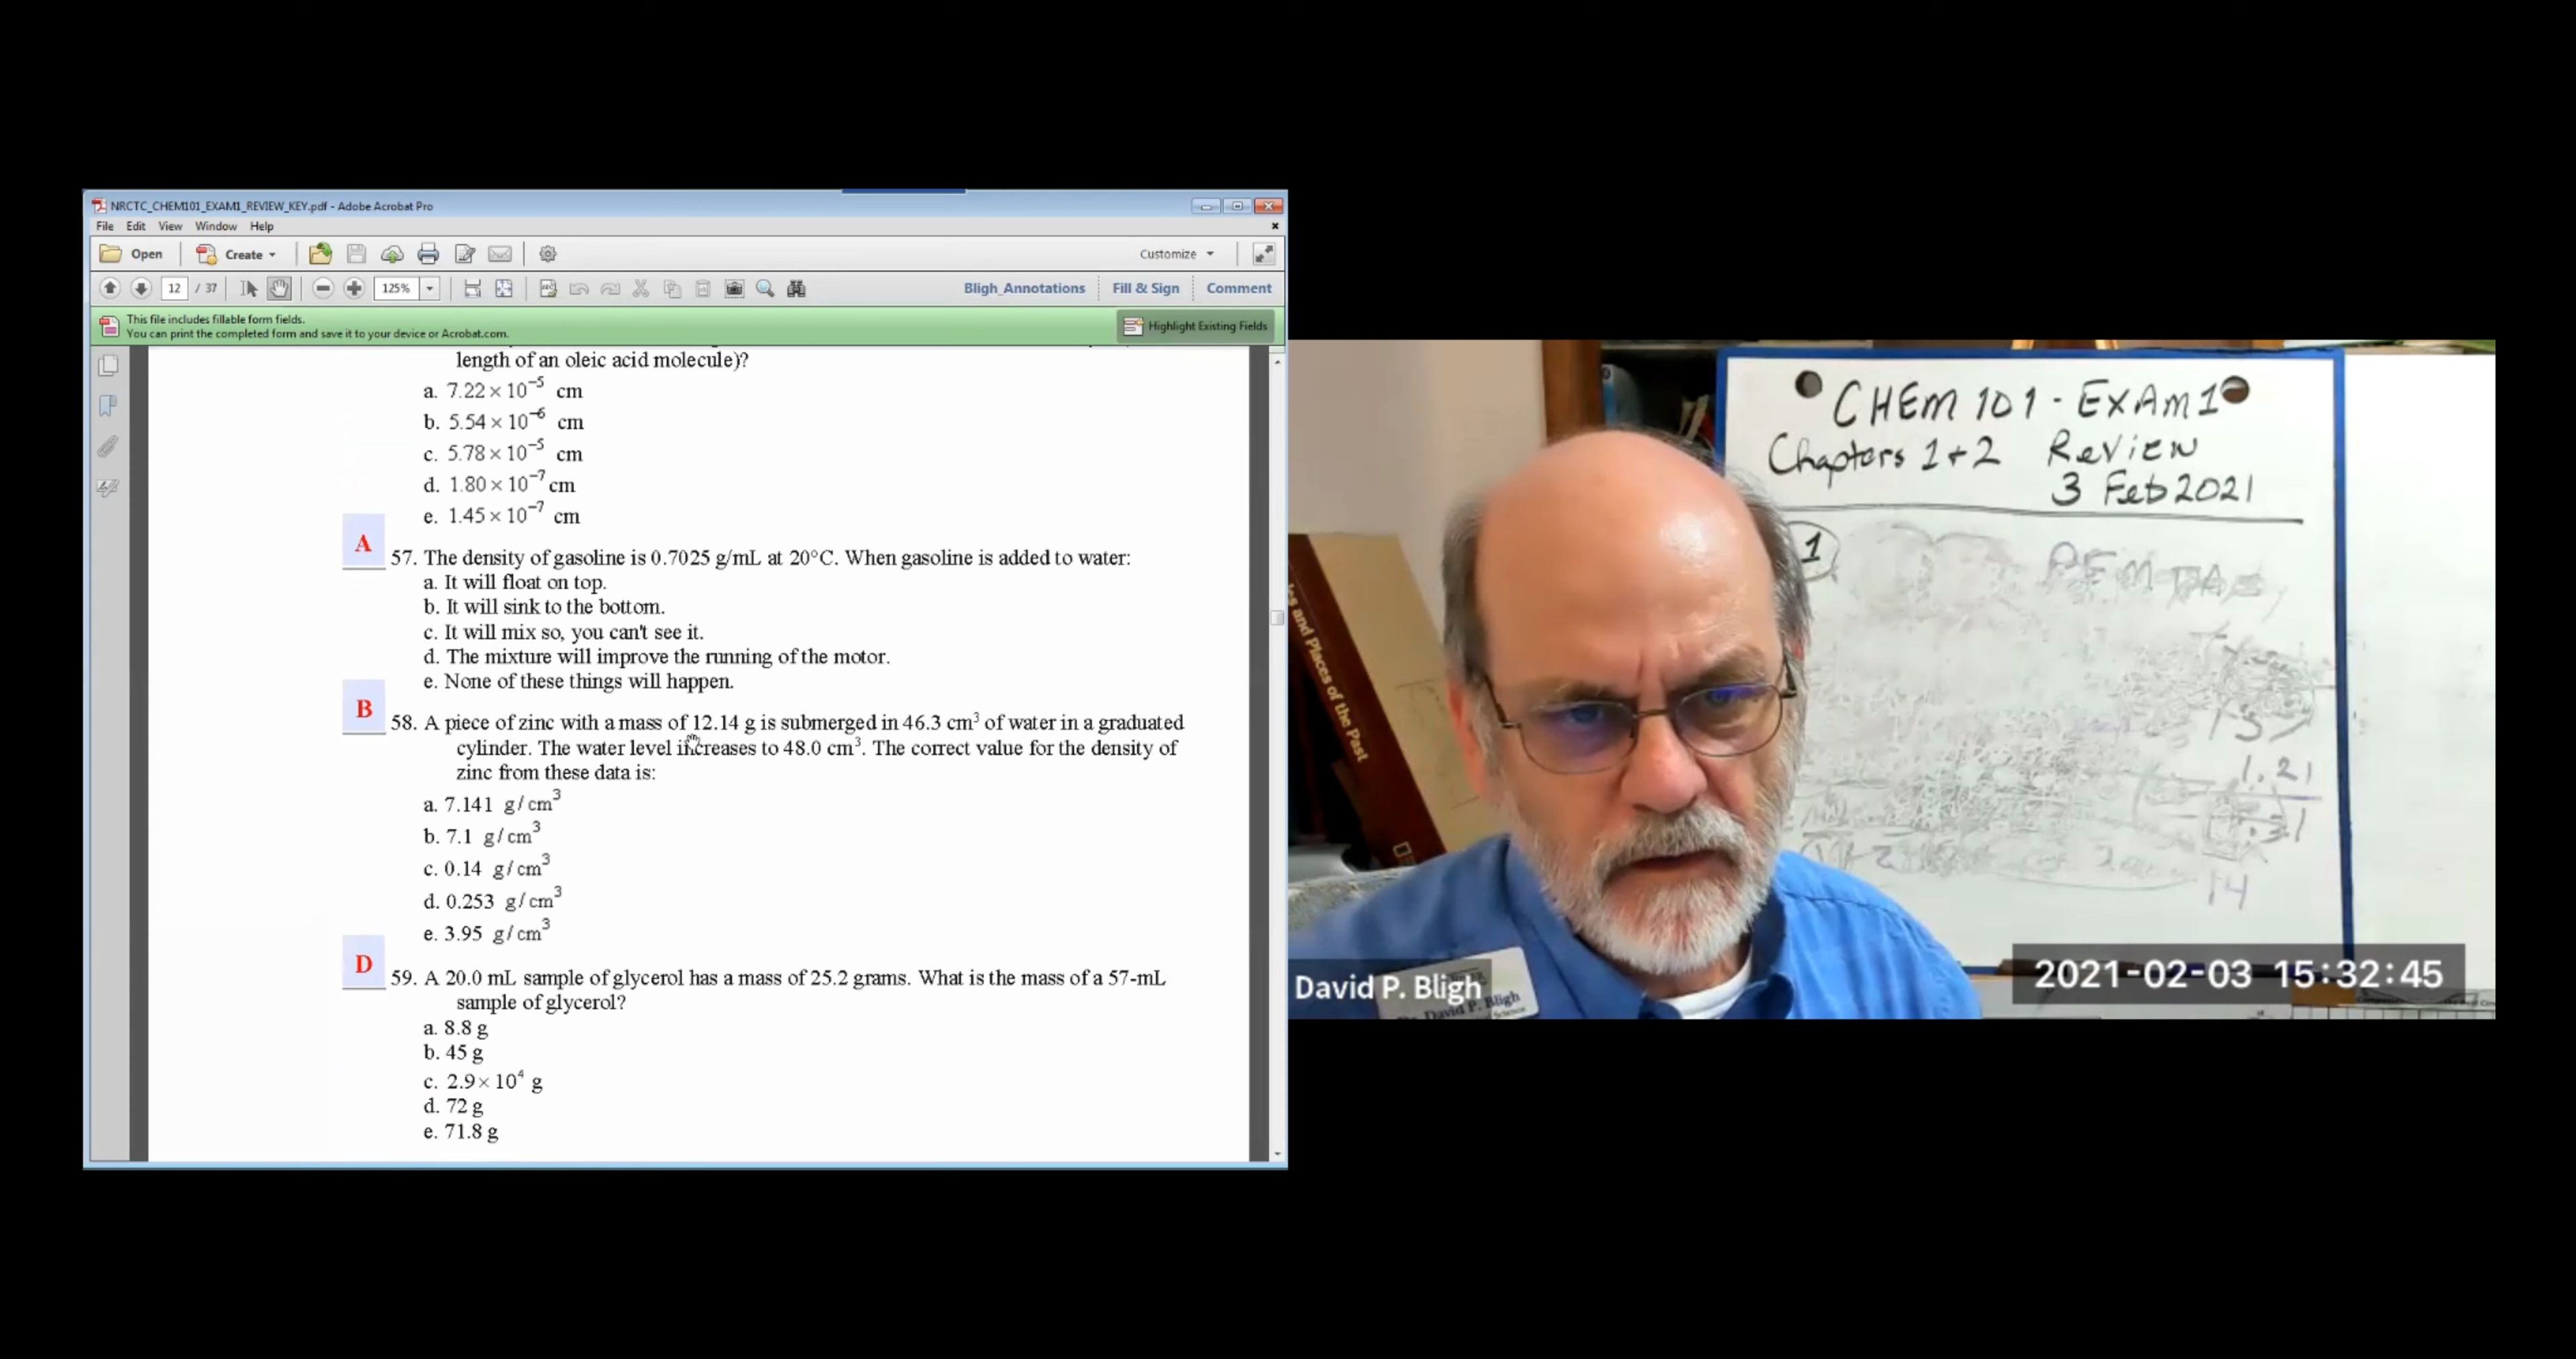 NRCTC_CHEM101_EXAM1_REVIEW_KEY.pdf - Adobe Acrobat Pro
File Edit View Window Help
Open Create Customize
12 / 37 125% Bligh_Annotations Fill & Sign Comment
This file includes fillable form fields.
You can print the completed form and save it to your device or Acrobat.com.
Highlight Existing Fields
length of an oleic acid molecule)?
a. 7.22 × 10⁻⁵ cm
b. 5.54 × 10⁻⁶ cm
c. 5.78 × 10⁻⁵ cm
d. 1.80 × 10⁻⁷ cm
e. 1.45 × 10⁻⁷ cm
A
57. The density of gasoline is 0.7025 g/mL at 20°C. When gasoline is added to water:
a. It will float on top.
b. It will sink to the bottom.
c. It will mix so, you can't see it.
d. The mixture will improve the running of the motor.
e. None of these things will happen.
B
58. A piece of zinc with a mass of 12.14 g is submerged in 46.3 cm³ of water in a graduated
cylinder. The water level increases to 48.0 cm³. The correct value for the density of
zinc from these data is:
a. 7.141 g/cm³
b. 7.1 g/cm³
c. 0.14 g/cm³
d. 0.253 g/cm³
e. 3.95 g/cm³
D
59. A 20.0 mL sample of glycerol has a mass of 25.2 grams. What is the mass of a 57-mL
sample of glycerol?
a. 8.8 g
b. 45 g
c. 2.9 × 10⁴ g
d. 72 g
e. 71.8 g
CHEM 101 - EXAM 1
Chapters 1 + 2 Review
3 Feb 2021
1
1.21
14
and Places of the Past
David P. Bligh
David P. Bligh
2021-02-03 15:32:45